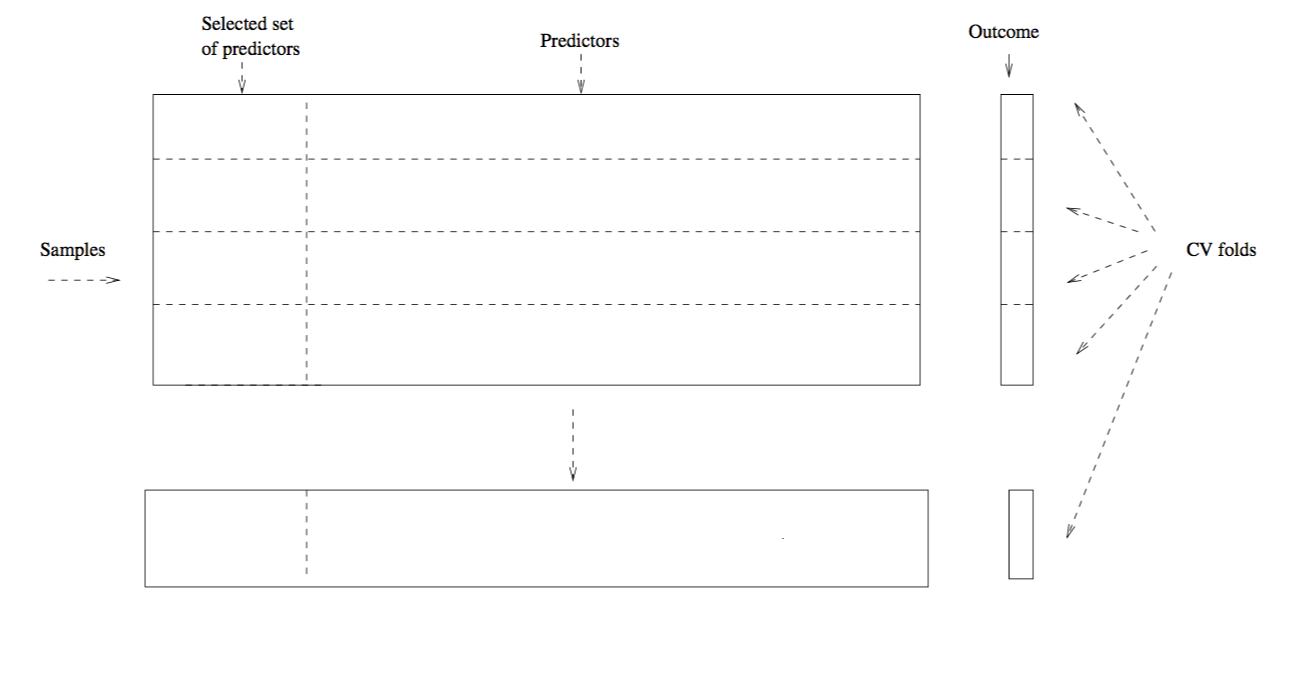 Selected set
of predictors
Predictors
Outcome
Samples
CV folds